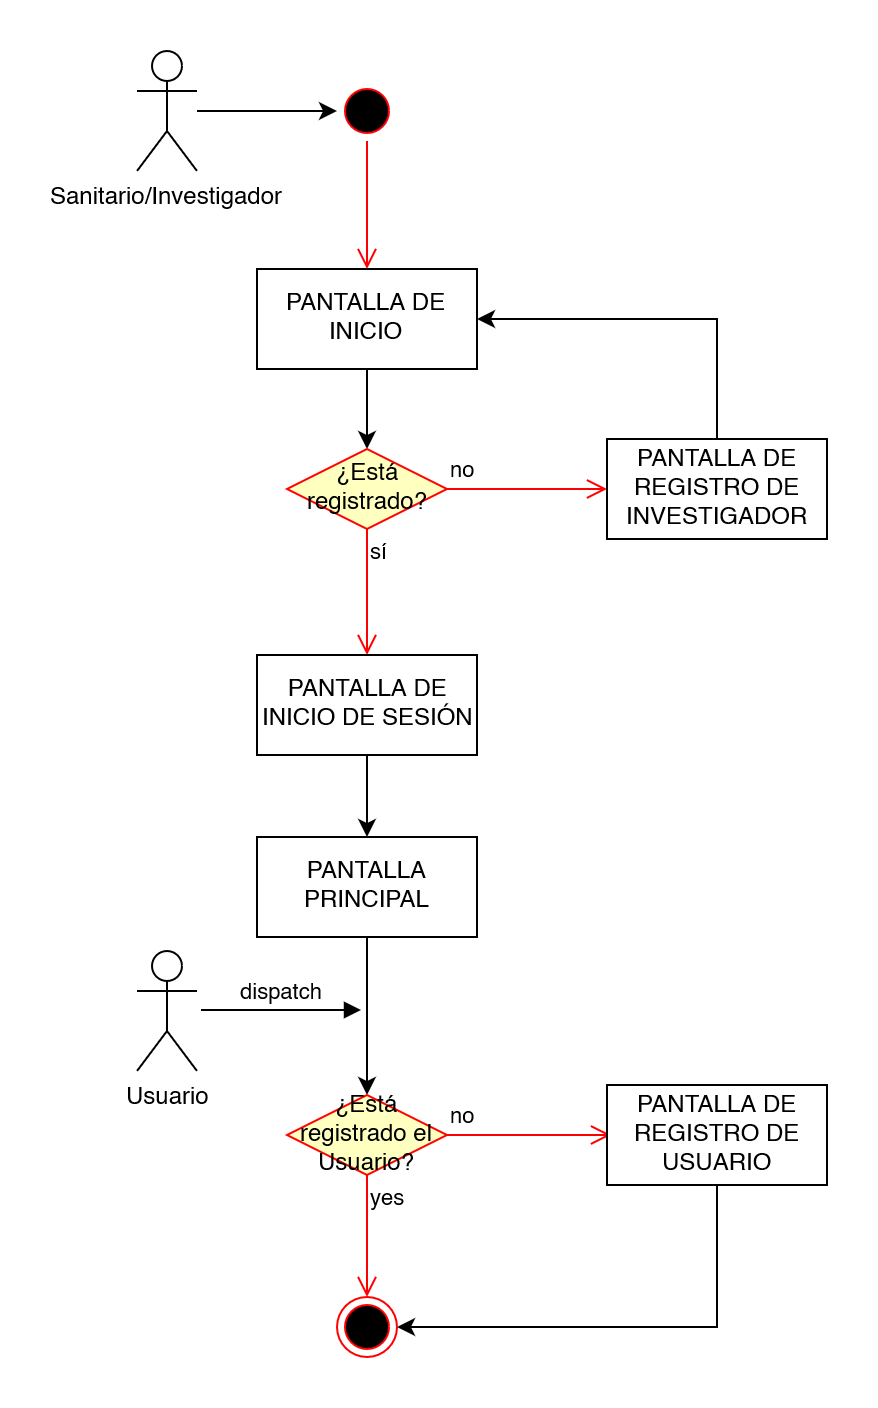 Sanitario/Investigador
PANTALLA DE
INICIO
¿Está
registrado?
no
PANTALLA DE
REGISTRO DE
INVESTIGADOR
sí
PANTALLA DE
INICIO DE SESIÓN
PANTALLA
PRINCIPAL
dispatch
Usuario
¿Está
registrado el
Usuario?
no
PANTALLA DE
REGISTRO DE
USUARIO
yes